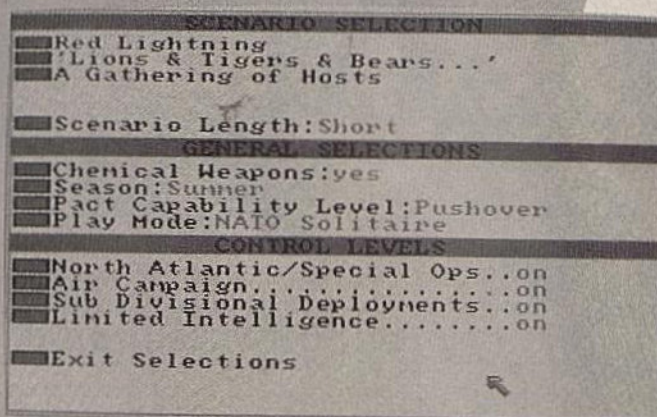 SCENARIO SELECTION
Red Lightning
'Lions & Tigers & Bears...'
A Gathering of Hosts
Scenario Length:Short
GENERAL SELECTIONS
Chemical Weapons:yes
Season:Summer
Pact Capability Level:Pushover
Play Mode:NATO Solitaire
CONTROL LEVELS
North Atlantic/Special Ops..on
Air Campaign................on
Sub Divisional Deployments..on
Limited Intelligence........on
Exit Selections